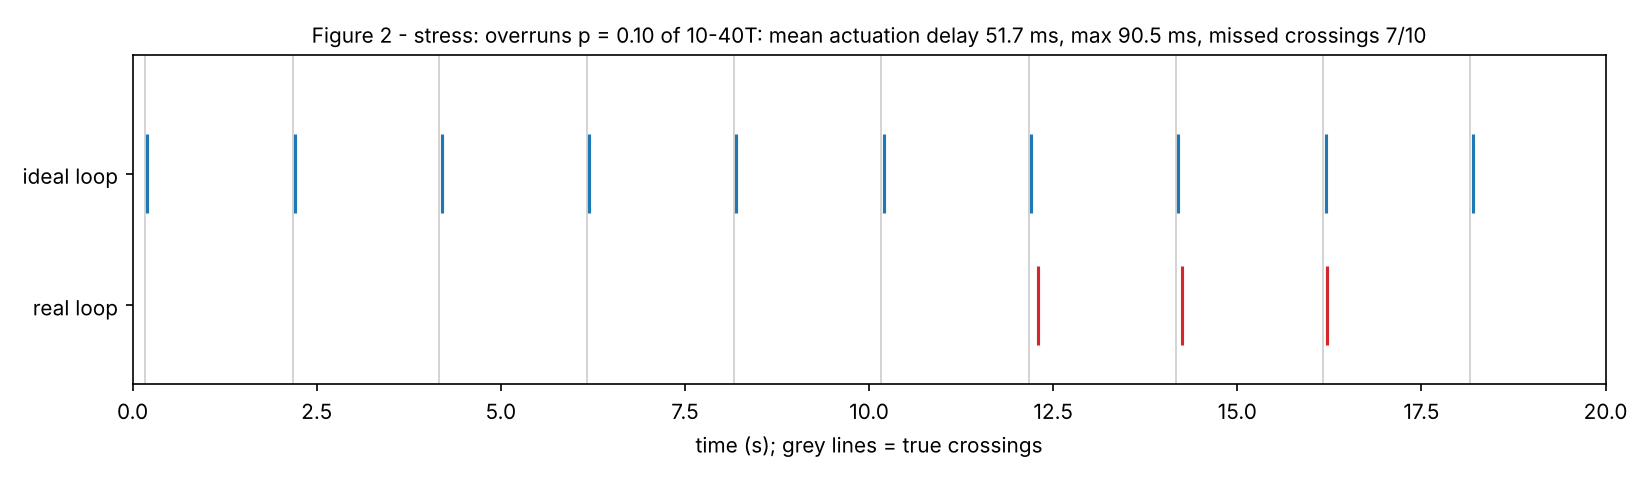 Figure 2 - stress: overruns p = 0.10 of 10-40T: mean actuation delay 51.7 ms, max 90.5 ms, missed crossings 7/10
ideal loop
real loop
0.0 2.5 5.0 7.5 10.0 12.5 15.0 17.5 20.0
time (s); grey lines = true crossings